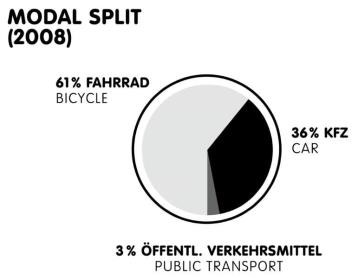 MODAL SPLIT
(2008)
61% FAHRRAD
BICYCLE
36% KFZ
CAR
3% ÖFFENTL. VERKEHRSMITTEL
PUBLIC TRANSPORT